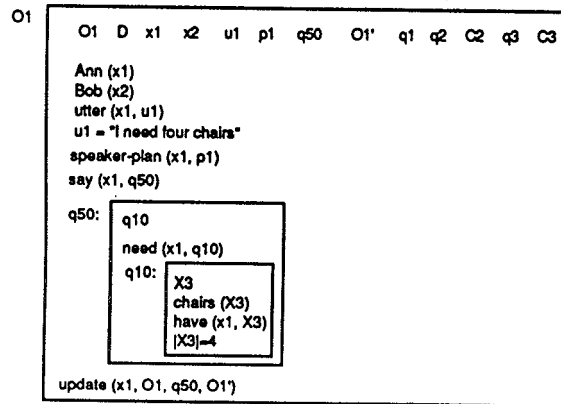 O1
O1 D x1 x2 u1 p1 q50 O1' q1 q2 C2 q3 C3
Ann (x1)
Bob (x2)
utter (x1, u1)
u1 = "I need four chairs"
speaker-plan (x1, p1)
say (x1, q50)
q50: q10
need (x1, q10)
q10: X3
chairs (X3)
have (x1, X3)
|X3|=4
update (x1, O1, q50, O1')